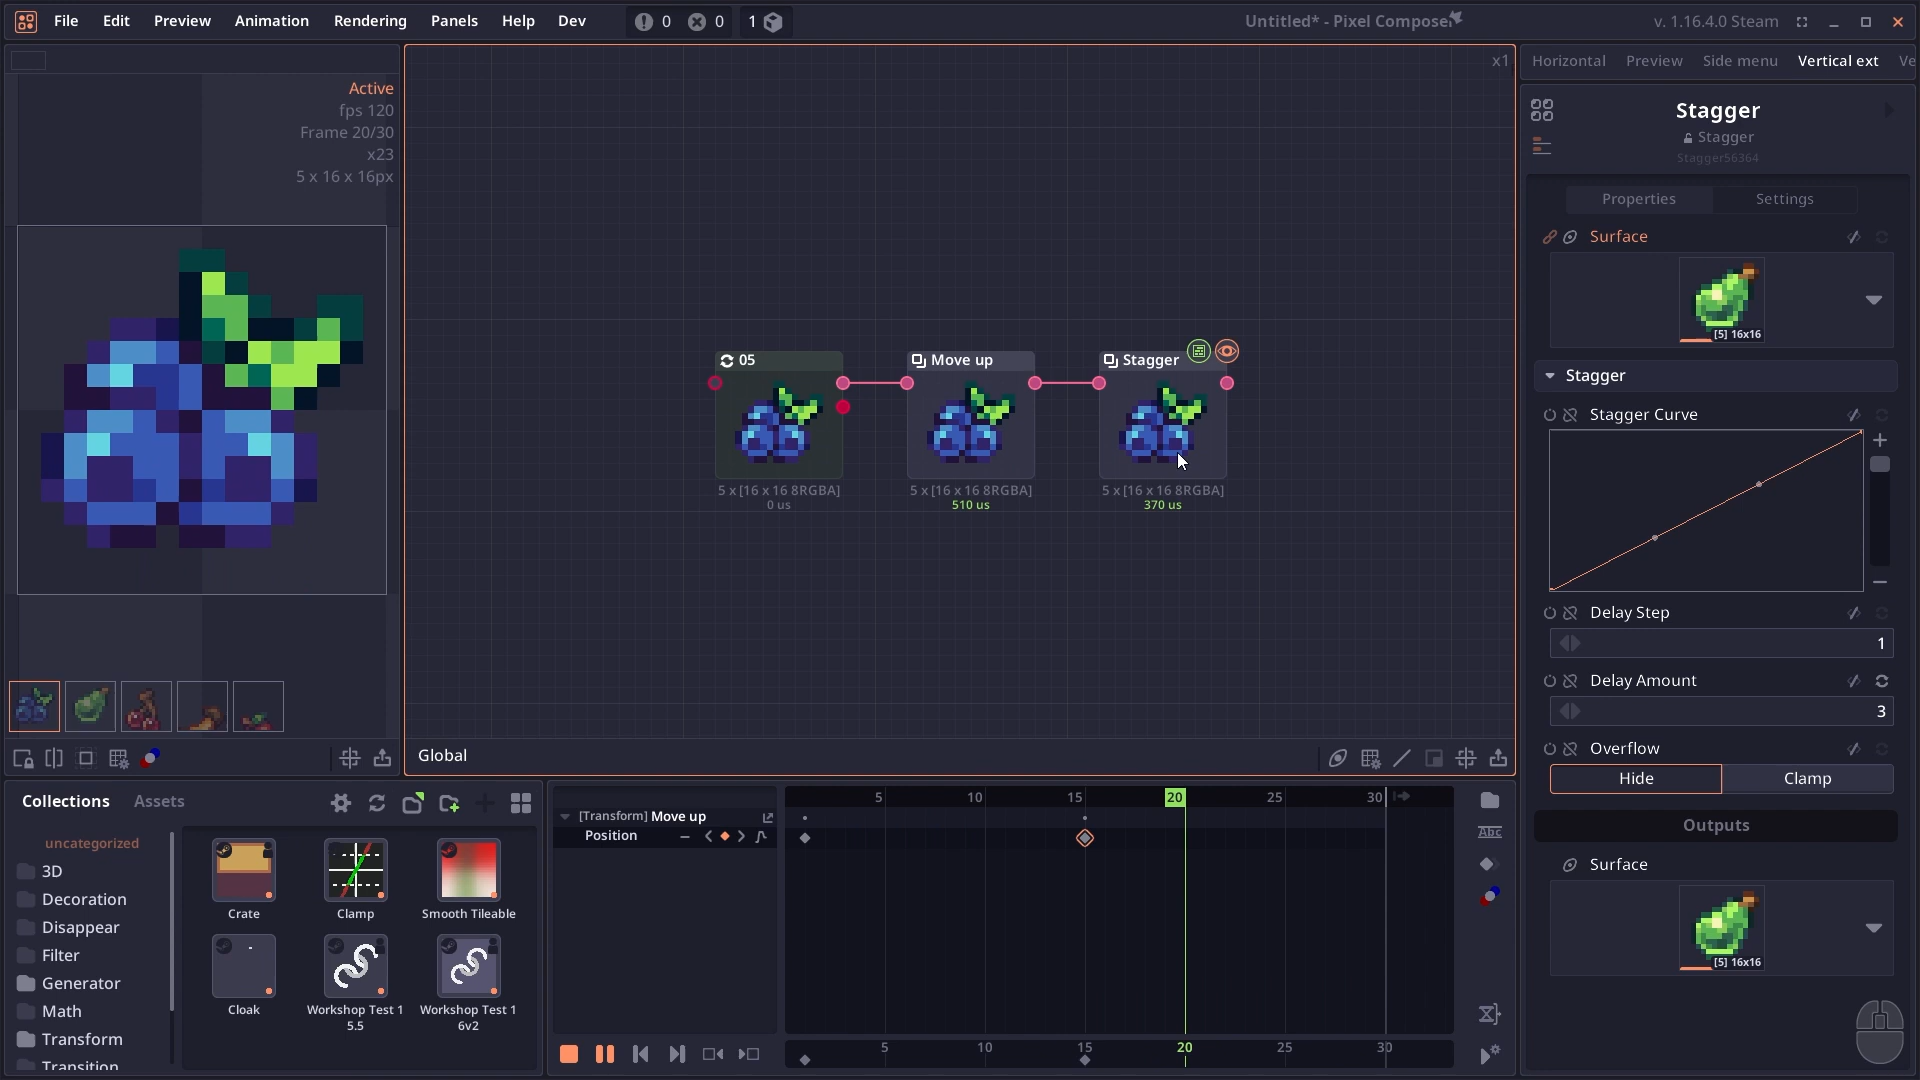 File Edit Preview Animation Rendering Panels Help Dev 0 0 1 Untitled* - Pixel Composer v. 1.16.4.0 Steam
Active
fps 120
Frame 20/30
x23
5 x 16 x 16px
x1
05 Move up Stagger
5 x [16 x 16 8RGBA] 5 x [16 x 16 8RGBA] 5 x [16 x 16 8RGBA]
0 us 510 us 370 us
Global
Horizontal Preview Side menu Vertical ext Ve
Stagger
Stagger
Stagger56364
Properties Settings
Surface
[5] 16x16
Stagger
Stagger Curve
Delay Step
1
Delay Amount
3
Overflow
Hide Clamp
Outputs
Surface
[5] 16x16
Collections Assets
uncategorized
3D
Decoration
Disappear
Filter
Generator
Math
Transform
Transition
Crate Clamp Smooth Tileable
Cloak Workshop Test 1 Workshop Test 1
5.5 6v2
5 10 15 20 25 30
[Transform] Move up
Position
Abc
5 10 15 20 25 30